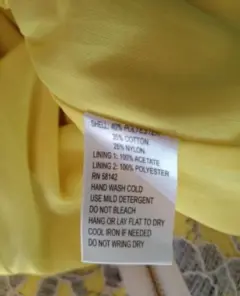 SHELL: 40% POLYESTER
35% COTTON
25% NYLON
LINING 1: 100% ACETATE
LINING 2: 100% POLYESTER
RN 58142
HAND WASH COLD
USE MILD DETERGENT
DO NOT BLEACH
HANG OR LAY FLAT TO DRY
COOL IRON IF NEEDED
DO NOT WRING DRY